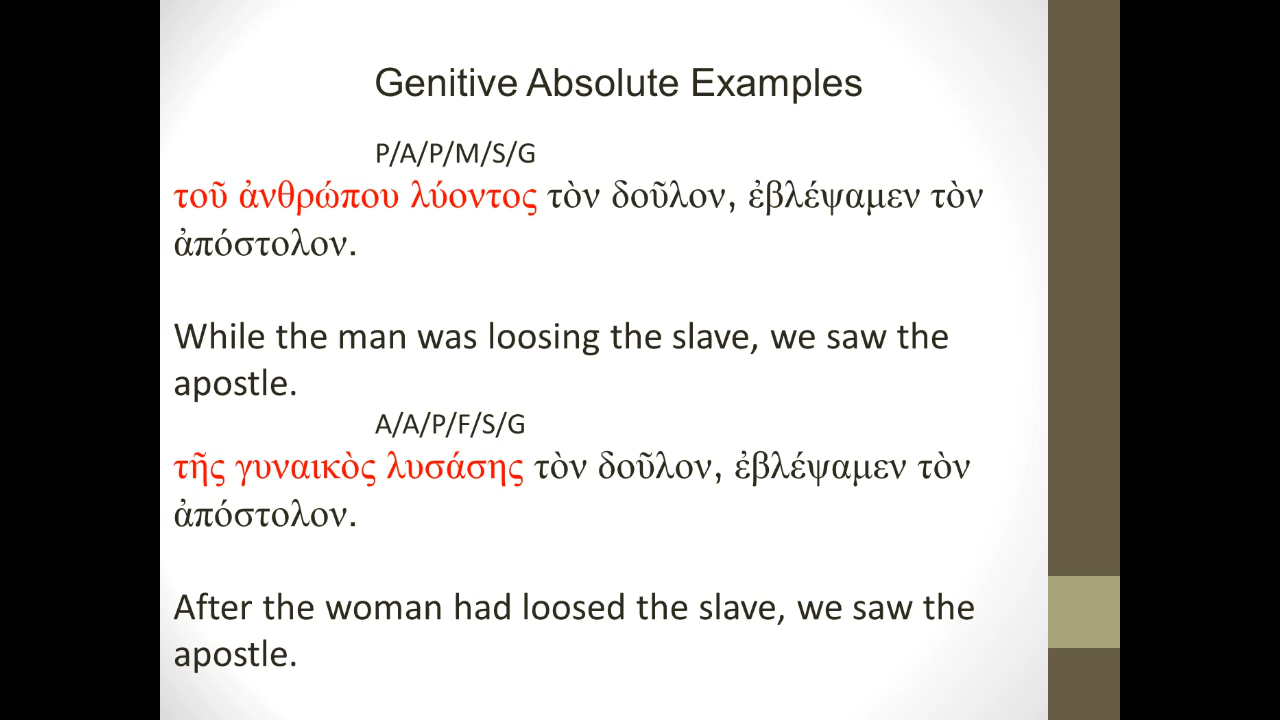 Genitive Absolute Examples
P/A/P/M/S/G
τοῦ ἀνθρώπου λύοντος τὸν δοῦλον, ἐβλέψαμεν τὸν
ἀπόστολον.
While the man was loosing the slave, we saw the
apostle.
A/A/P/F/S/G
τῆς γυναικὸς λυσάσης τὸν δοῦλον, ἐβλέψαμεν τὸν
ἀπόστολον.
After the woman had loosed the slave, we saw the
apostle.